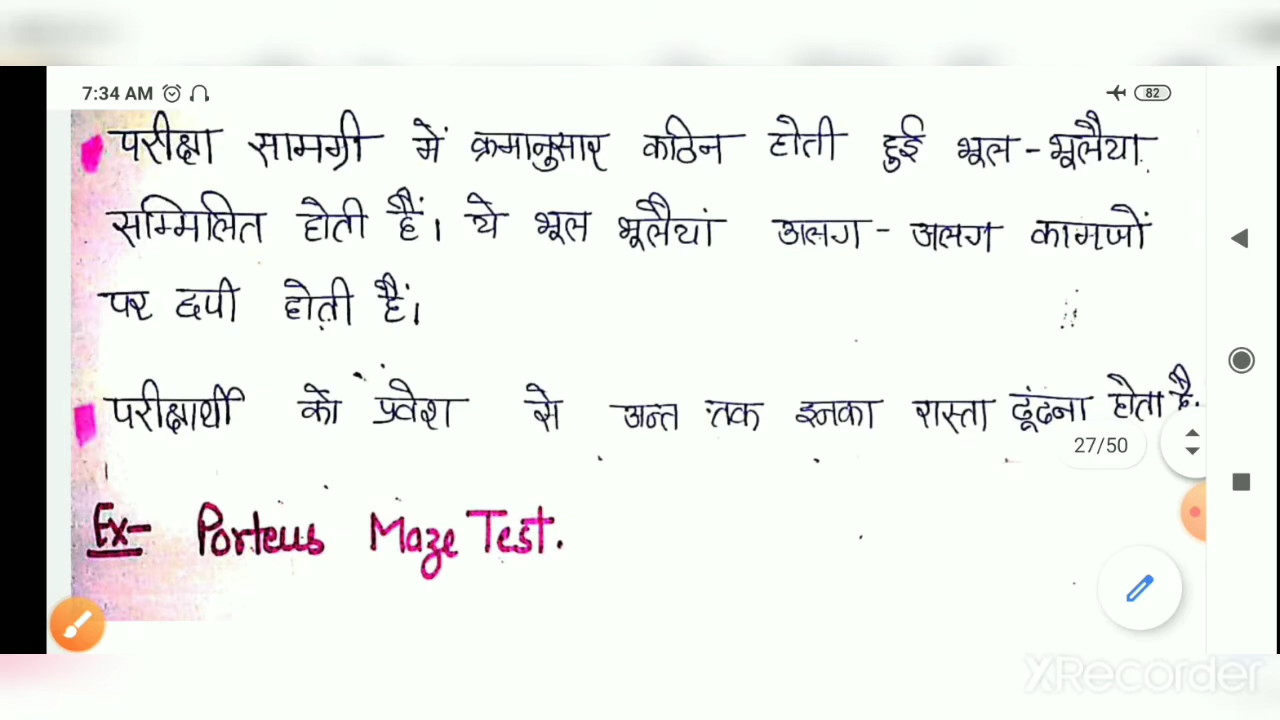 7:34 AM
82
परीक्षा सामग्री में क्रमानुसार कठिन होती हुई भूल-भूलैया
सम्मिलित होती हैं। ये भूल भूलैयां अलग-अलग कागजों
पर छपी होती हैं।
परीक्षार्थी को प्रवेश से अन्त तक इनका रास्ता ढूंढना होता है.
27/50
Ex- Porteus Maze Test.
XRecorder